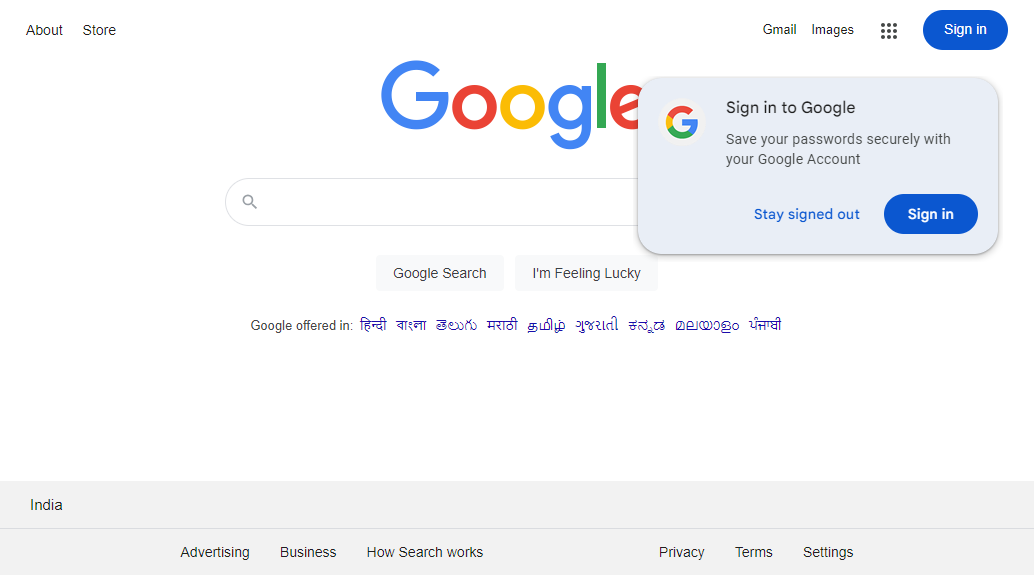 About Store Gmail Images Sign in
Google
Sign in to Google
Save your passwords securely with
your Google Account
Stay signed out Sign in
Google Search I'm Feeling Lucky
Google offered in: हिन्दी বাংলা తెలుగు मराठी தமிழ் ગુજરાતી ಕನ್ನಡ മലയാളം ਪੰਜਾਬੀ
India
Advertising Business How Search works Privacy Terms Settings